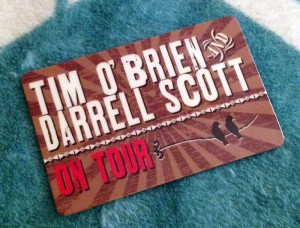 TIM O'BRIEN AND
DARRELL SCOTT
ON TOUR